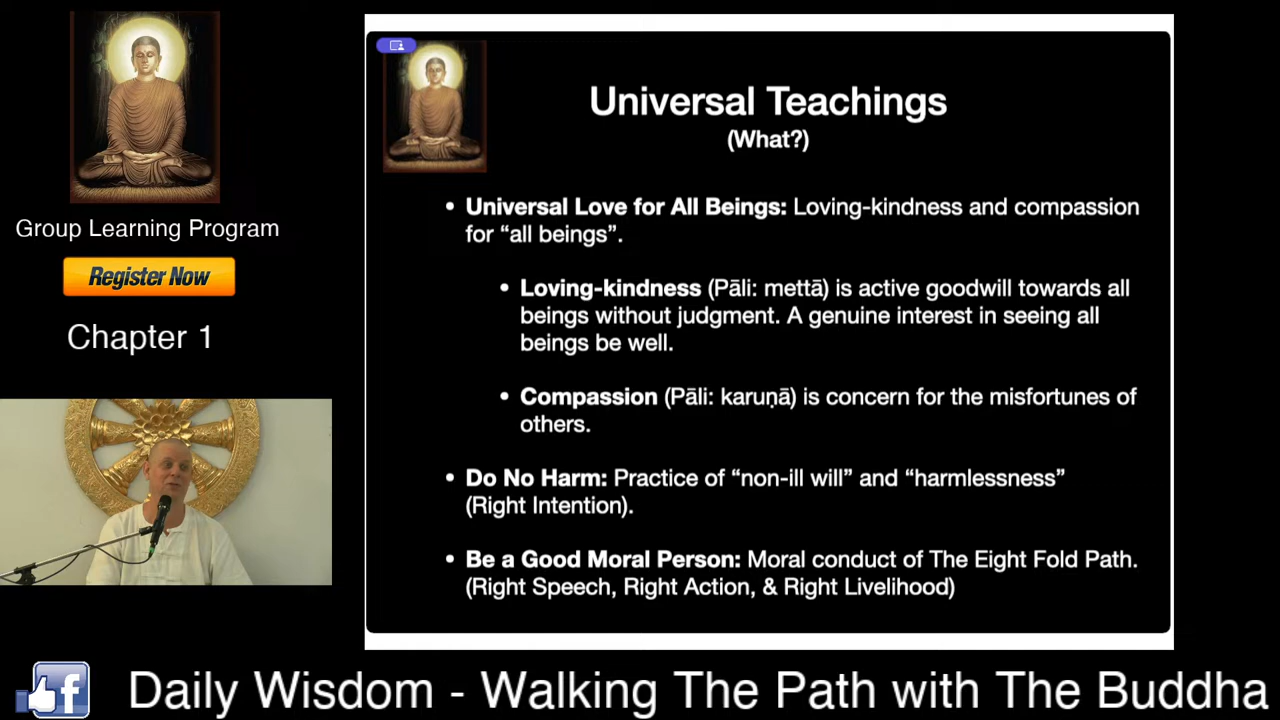 Group Learning Program
Register Now
Chapter 1
Universal Teachings
(What?)
• Universal Love for All Beings: Loving-kindness and compassion
for “all beings”.
• Loving-kindness (Pāli: mettā) is active goodwill towards all
beings without judgment. A genuine interest in seeing all
beings be well.
• Compassion (Pāli: karuṇā) is concern for the misfortunes of
others.
• Do No Harm: Practice of “non-ill will” and “harmlessness”
(Right Intention).
• Be a Good Moral Person: Moral conduct of The Eight Fold Path.
(Right Speech, Right Action, & Right Livelihood)
f Daily Wisdom - Walking The Path with The Buddha